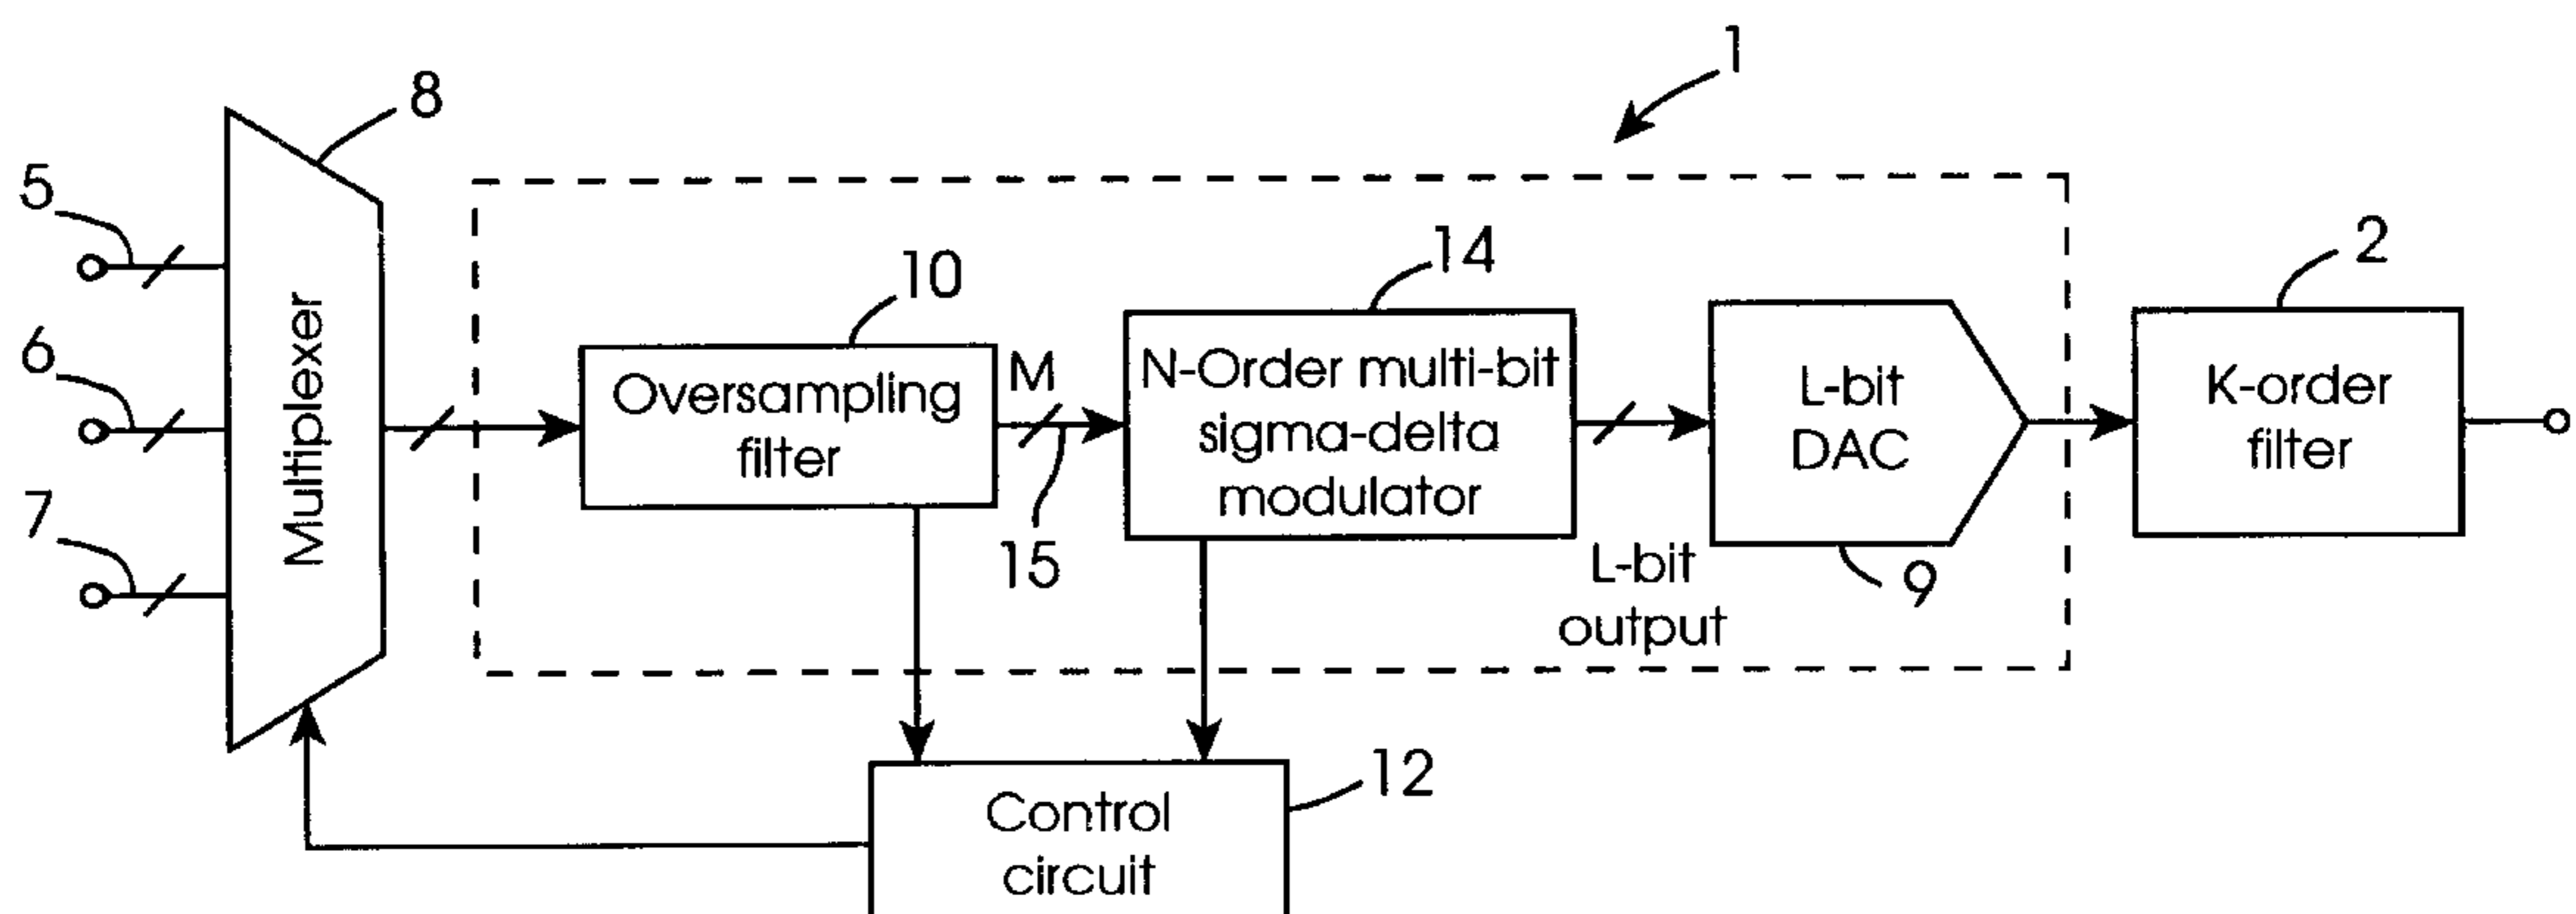 1
8
5
14
2
10
6
Multiplexer
M
N-Order multi-bit
sigma-delta
modulator
L-bit
DAC
K-order
filter
Oversampling
filter
7
15
L-bit
output
9
12
Control
circuit